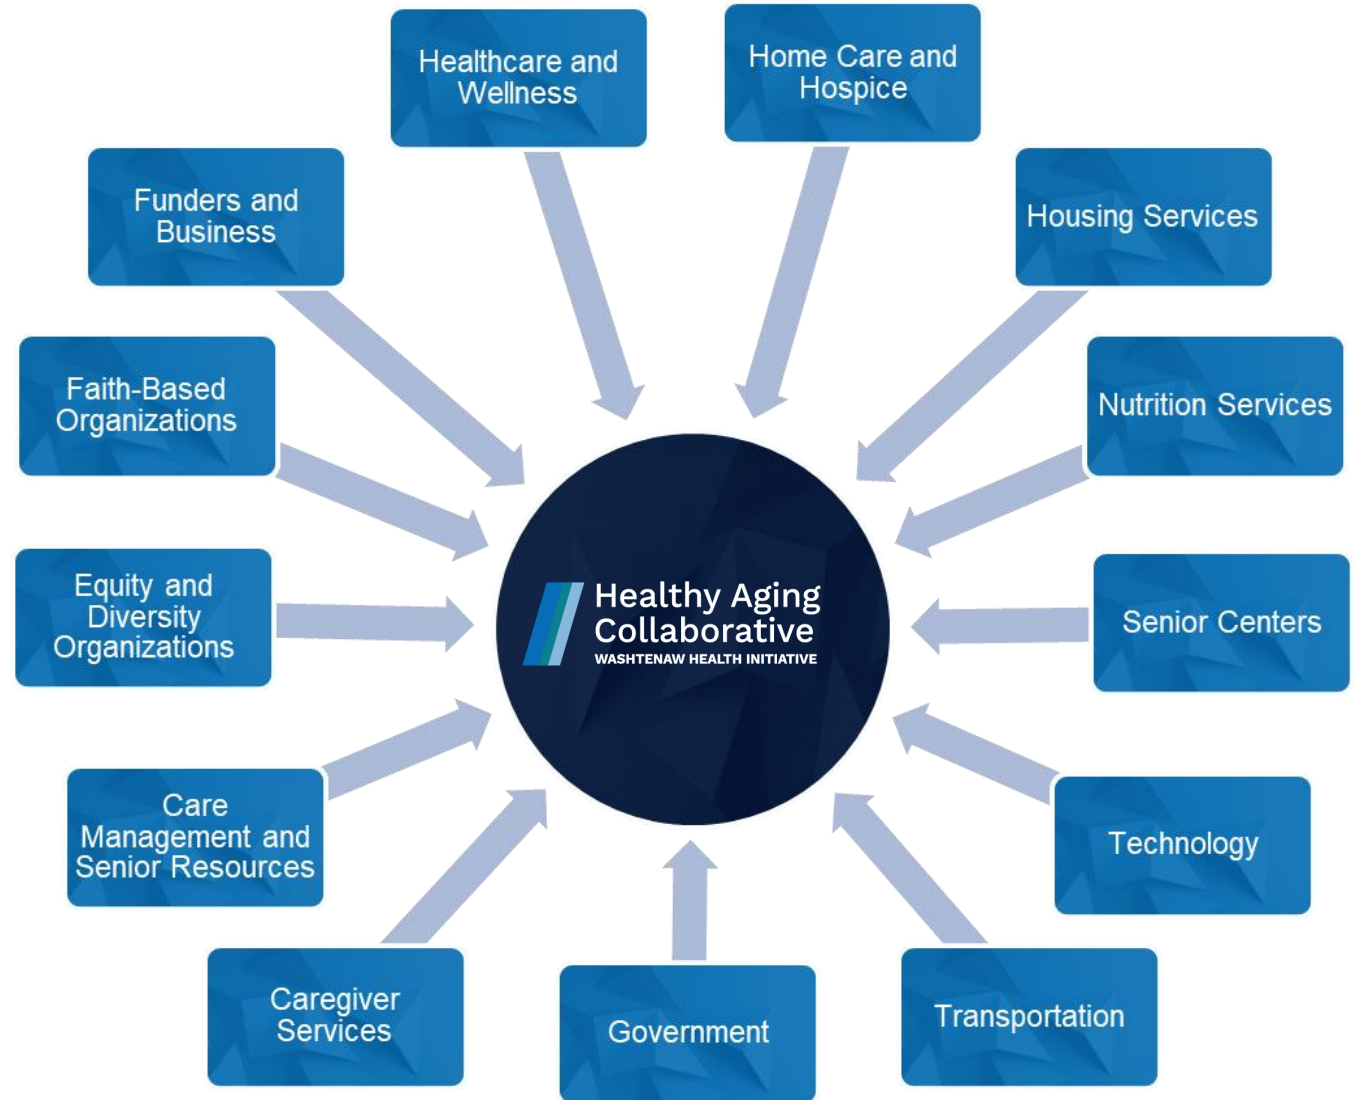 Healthcare and
Wellness
Home Care and
Hospice
Funders and
Business
Housing Services
Faith-Based
Organizations
Nutrition Services
Equity and
Diversity
Organizations
Healthy Aging
Collaborative
WASHTENAW HEALTH INITIATIVE
Senior Centers
Care
Management and
Senior Resources
Technology
Caregiver
Services
Government
Transportation